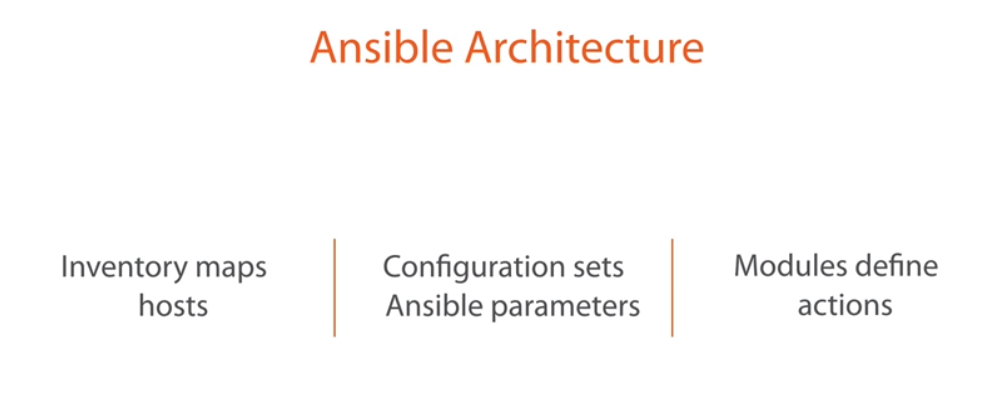 Ansible Architecture
Inventory maps
hosts
Configuration sets
Ansible parameters
Modules define
actions